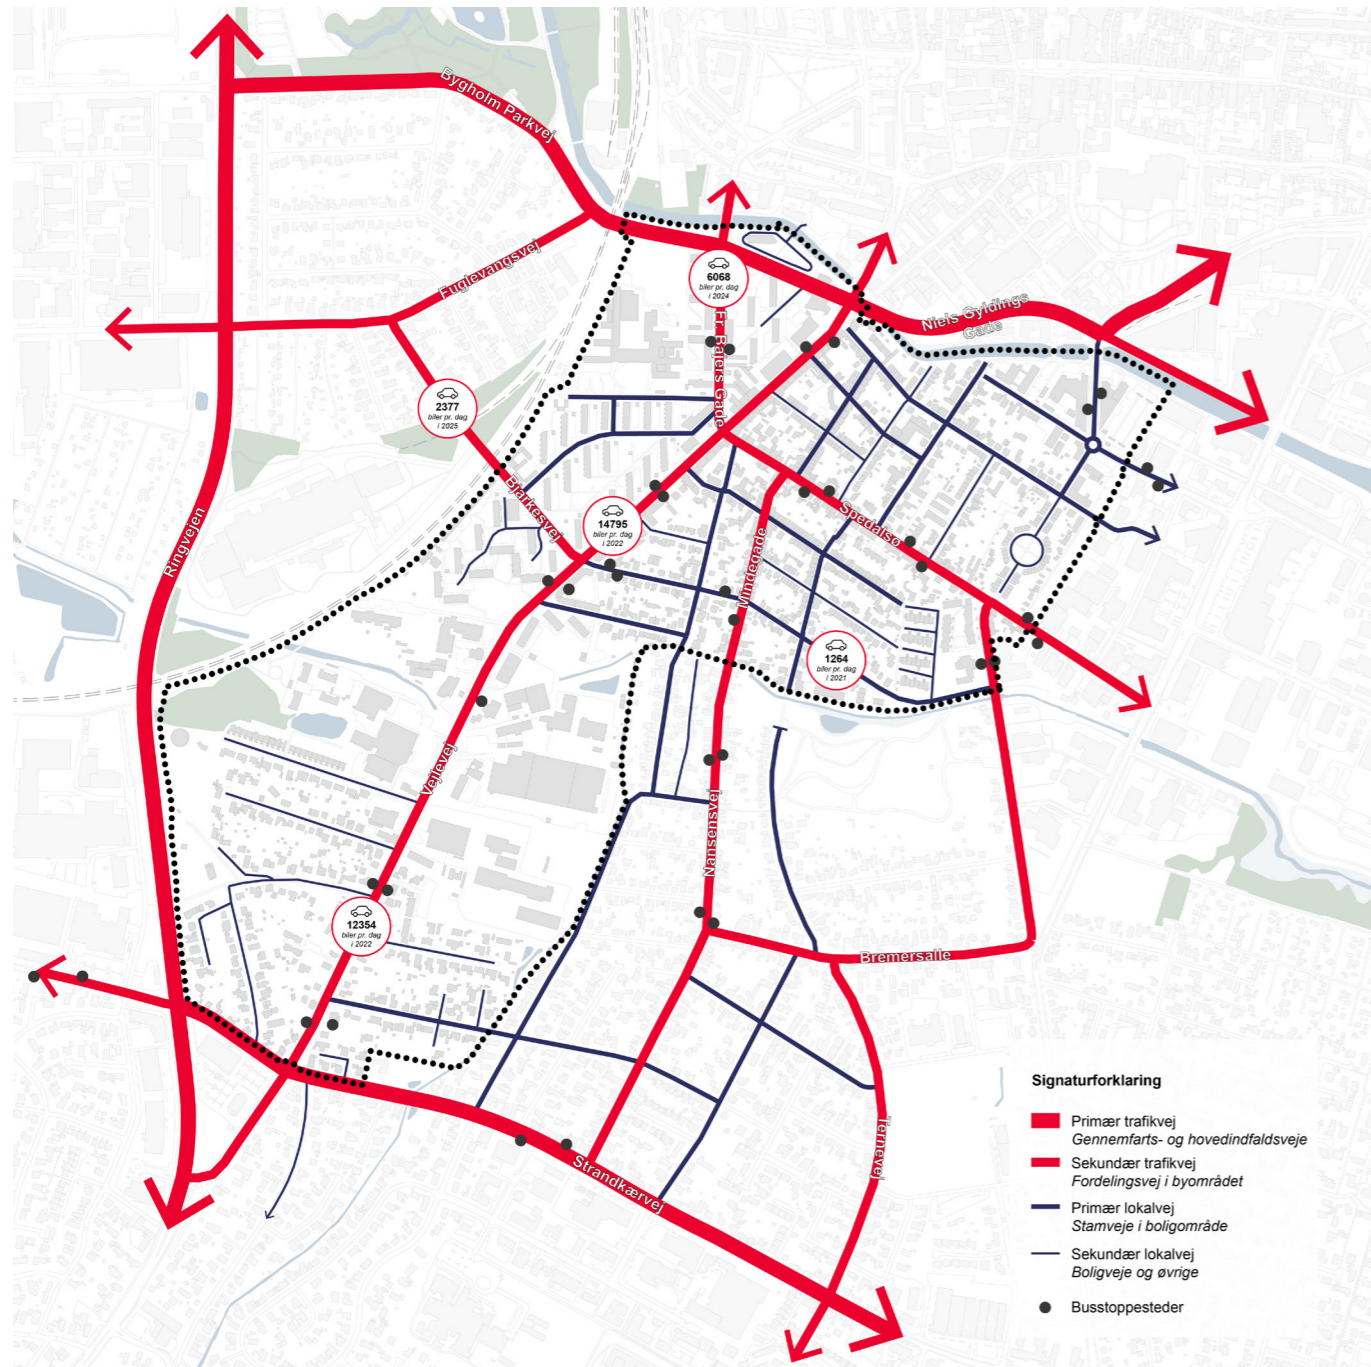 Bygholm Parkvej
Fuglevangsvej
6068
biler pr. dag
i 2024
Niels Gyldings
Gade
Fr. Bajers Gade
2377
biler pr. dag
i 2025
Bjarkesvej
14795
biler pr. dag
i 2022
Spedalsø
Ringvejen
Mindegade
1264
biler pr. dag
i 2021
Vejlevej
Nansensvej
12354
biler pr. dag
i 2022
Bremersalle
Ternevej
Strandkærvej
Signaturforklaring
Primær trafikvej
Gennemfarts- og hovedindfaldsveje
Sekundær trafikvej
Fordelingsvej i byområdet
Primær lokalvej
Stamveje i boligområde
Sekundær lokalvej
Boligveje og øvrige
Busstoppesteder